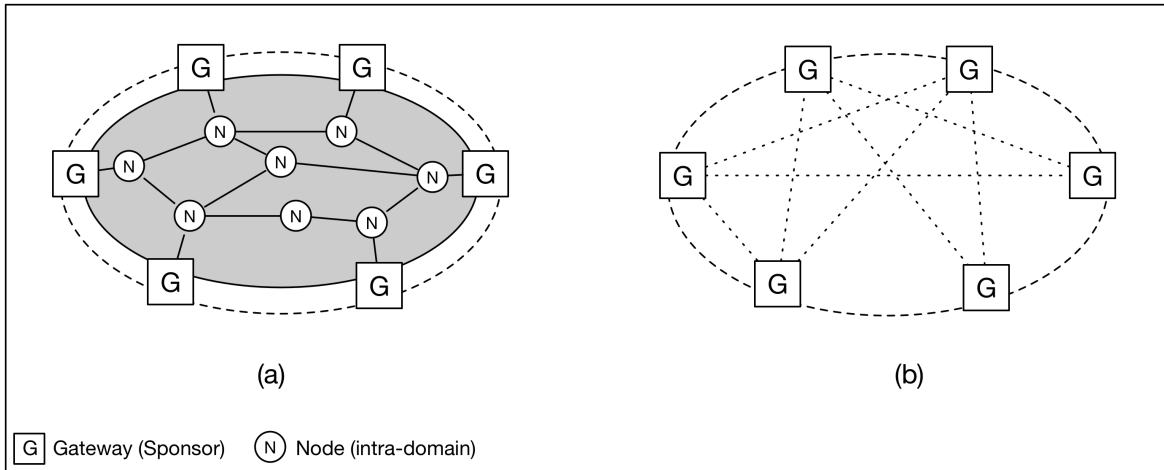 G G G G
N N
N N
G N G G G
N N N
G G G G
(a) (b)
G Gateway (Sponsor) N Node (intra-domain)